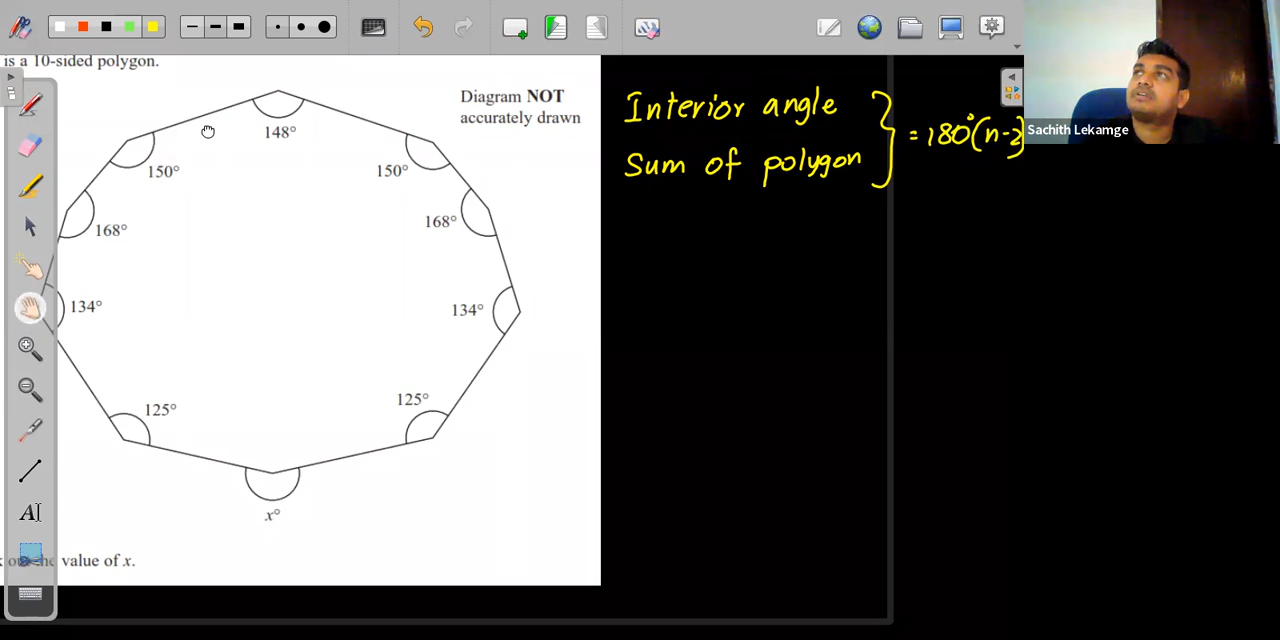 is a 10-sided polygon.
Diagram NOT
accurately drawn
148°
150°
150°
168°
168°
134°
134°
125°
125°
x°
the value of x.
Interior angle
Sum of polygon
= 180°(n-2)
Sachith Lekamge
A